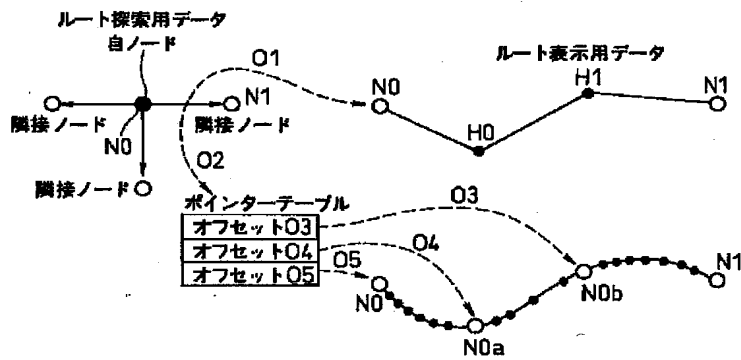 ルート探索用データ
自ノード
O1
ルート表示用データ
N0
H1
N1
N1
隣接ノード
隣接ノード
N0
H0
O2
隣接ノード
ポインターテーブル
オフセットO3
オフセットO4
オフセットO5
O3
O4
O5
N0
N0a
N0b
N1